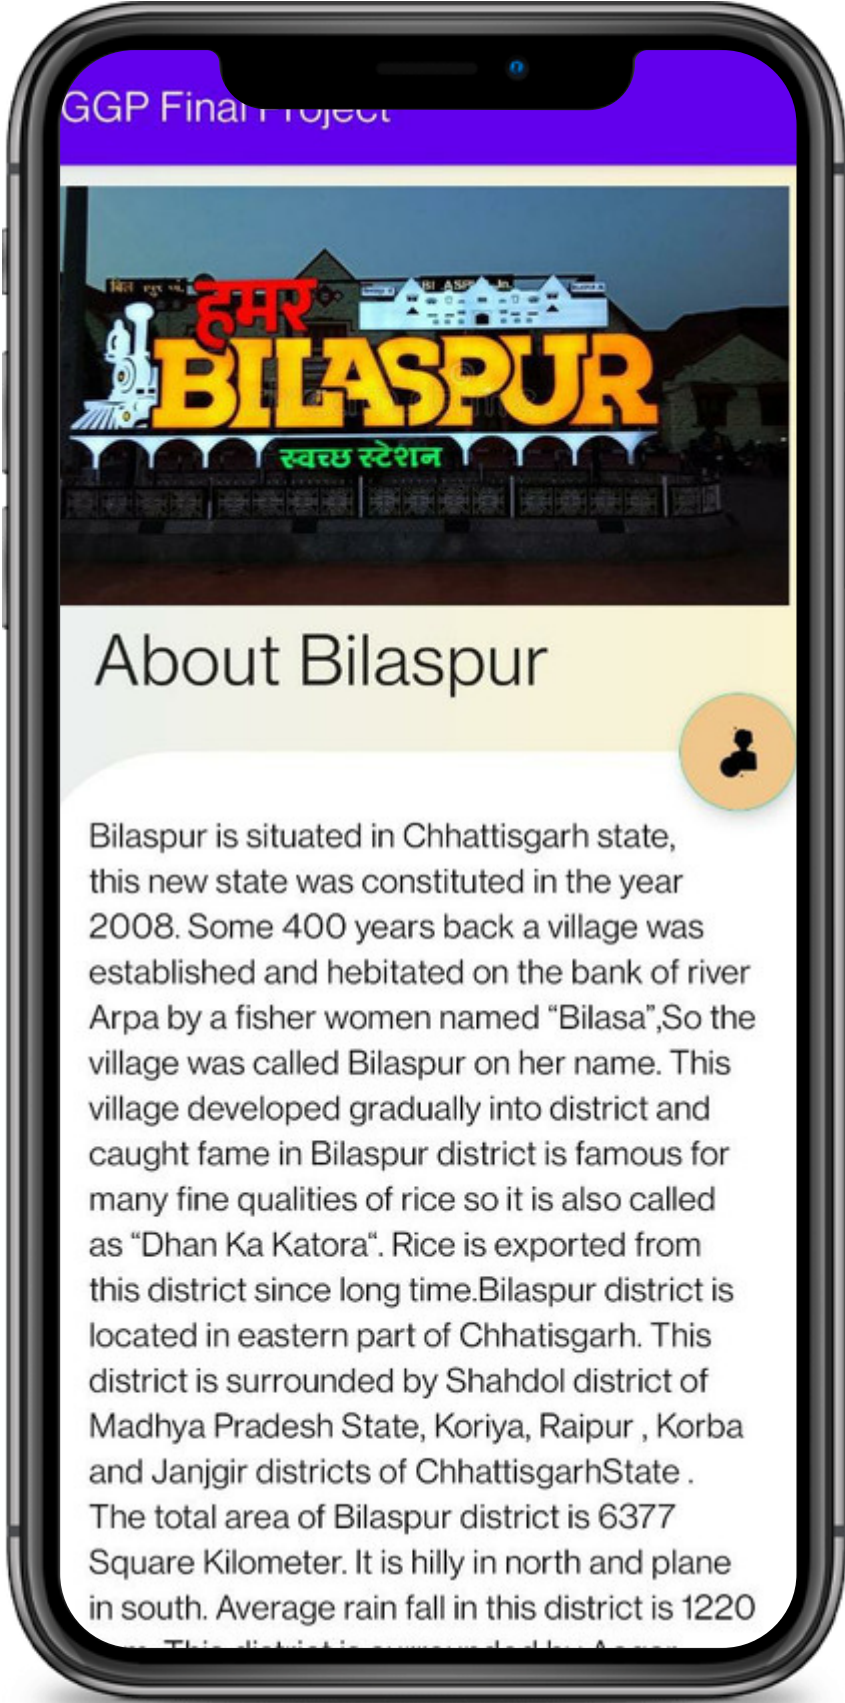 GGP Final Project
हमर
BILASPUR
स्वच्छ स्टेशन
About Bilaspur
Bilaspur is situated in Chhattisgarh state,
this new state was constituted in the year
2008. Some 400 years back a village was
established and hebitated on the bank of river
Arpa by a fisher women named “Bilasa”,So the
village was called Bilaspur on her name. This
village developed gradually into district and
caught fame in Bilaspur district is famous for
many fine qualities of rice so it is also called
as “Dhan Ka Katora“. Rice is exported from
this district since long time.Bilaspur district is
located in eastern part of Chhatisgarh. This
district is surrounded by Shahdol district of
Madhya Pradesh State, Koriya, Raipur , Korba
and Janjgir districts of ChhattisgarhState .
The total area of Bilaspur district is 6377
Square Kilometer. It is hilly in north and plane
in south. Average rain fall in this district is 1220
This district is surrounded by